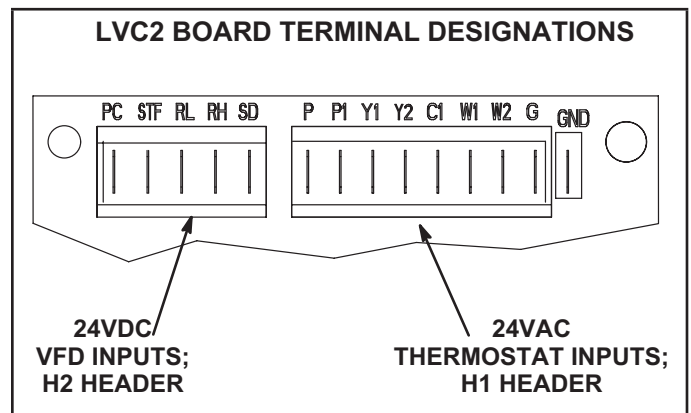 LVC2 BOARD TERMINAL DESIGNATIONS
PC STF RL RH SD P P1 Y1 Y2 C1 W1 W2 G GND
24VDC
VFD INPUTS;
H2 HEADER
24VAC
THERMOSTAT INPUTS;
H1 HEADER